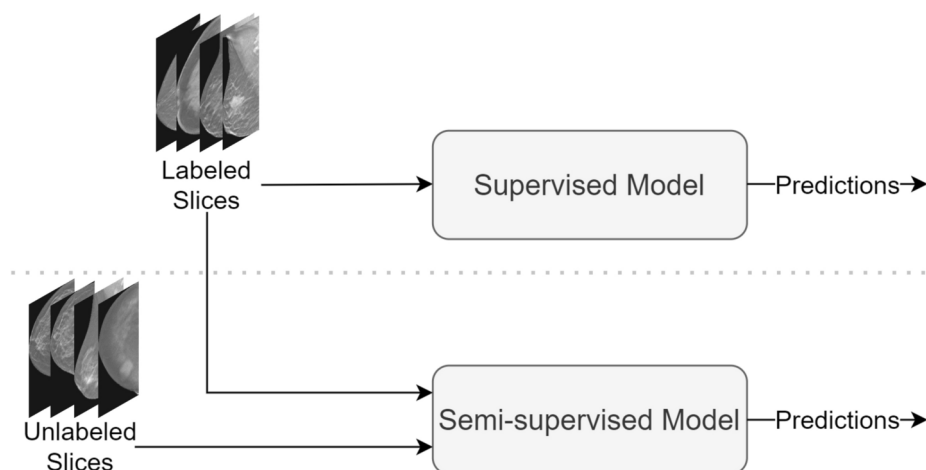 Labeled
Slices
Supervised Model
Predictions
Unlabeled
Slices
Semi-supervised Model
Predictions